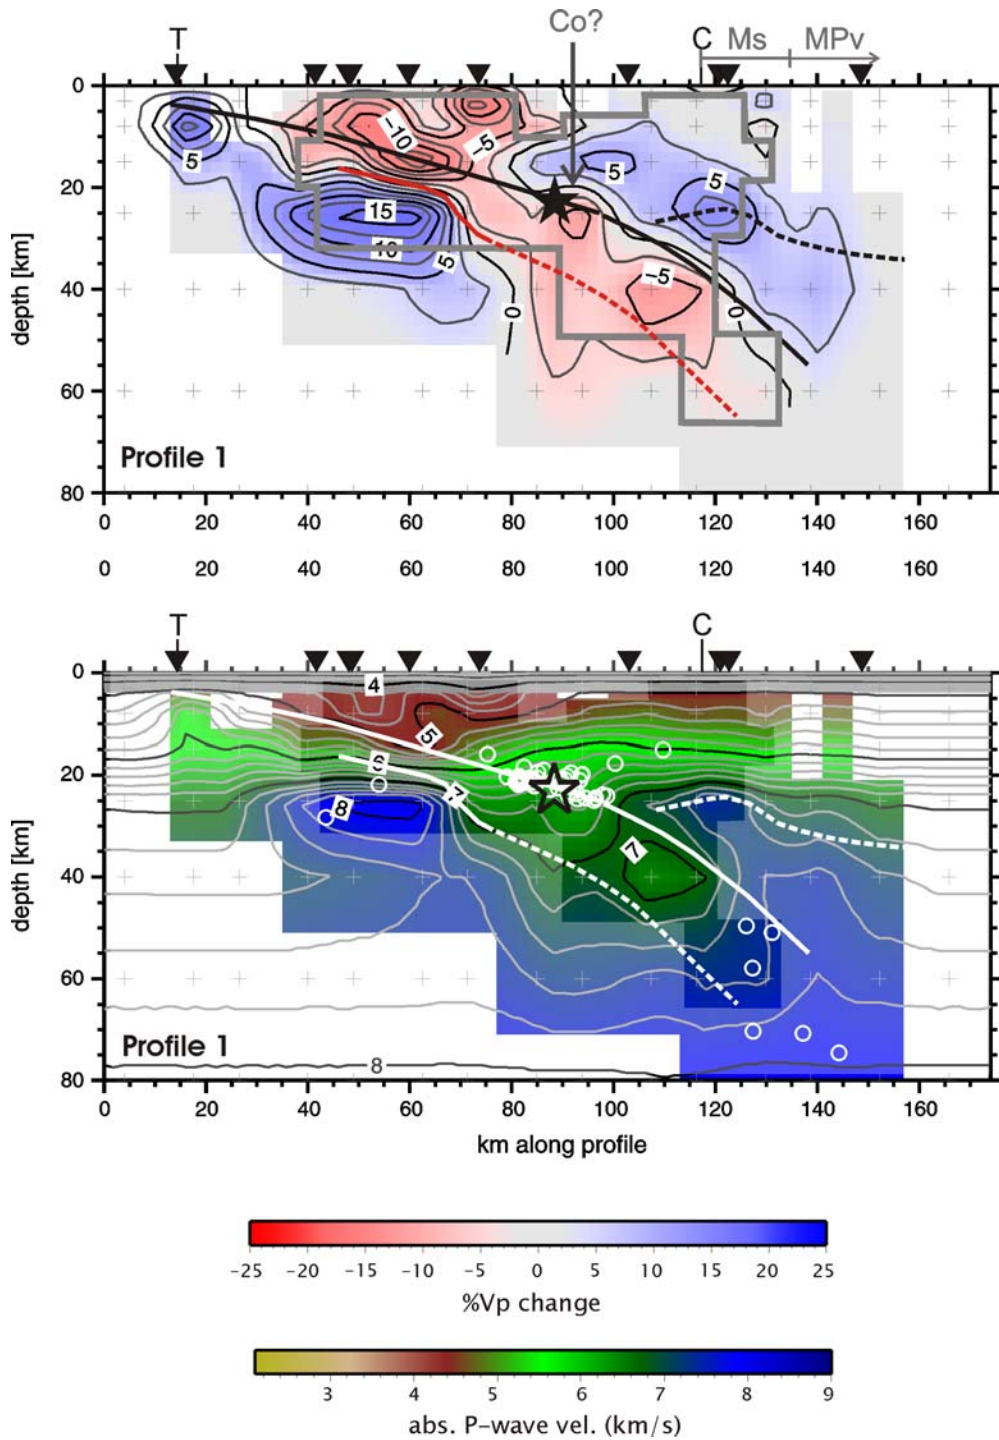 Co?
T
C Ms MPv
0
20
40
60
80
depth [km]
5
-10
-5
15
10
5
5
5
-5
0
0
Profile 1
0 20 40 60 80 100 120 140 160
0 20 40 60 80 100 120 140 160
T
C
0
20
40
60
80
depth [km]
4
5
6
7
8
7
8
Profile 1
0 20 40 60 80 100 120 140 160
km along profile
-25 -20 -15 -10 -5 0 5 10 15 20 25
%Vp change
3 4 5 6 7 8 9
abs. P-wave vel. (km/s)